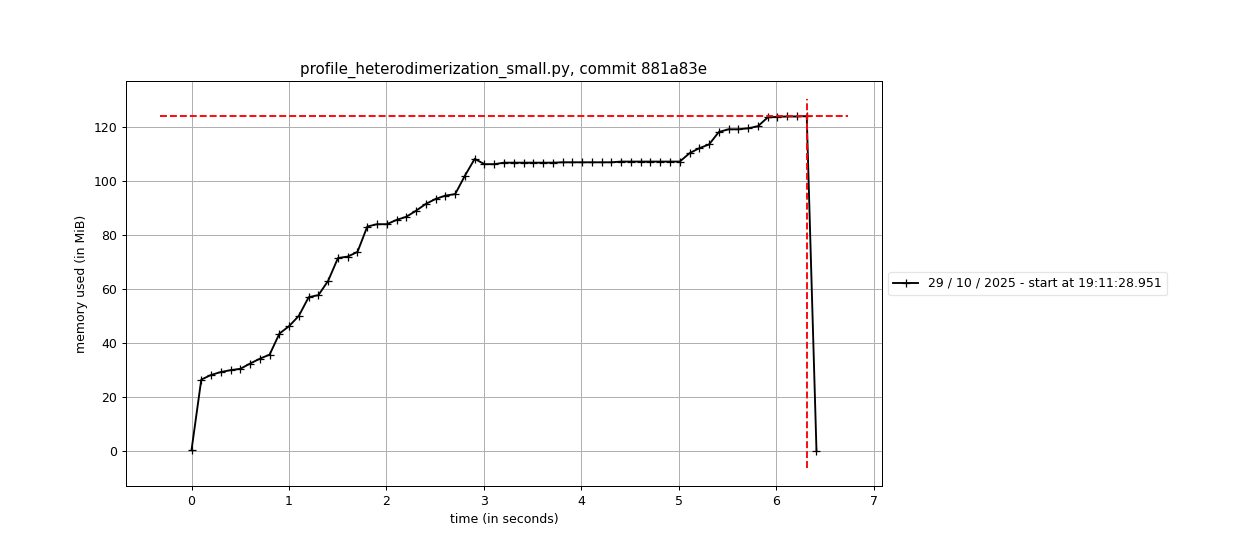 profile_heterodimerization_small.py, commit 881a83e
120
100
80
60
40
20
0
memory used (in MiB)
0 1 2 3 4 5 6 7
time (in seconds)
29 / 10 / 2025 - start at 19:11:28.951